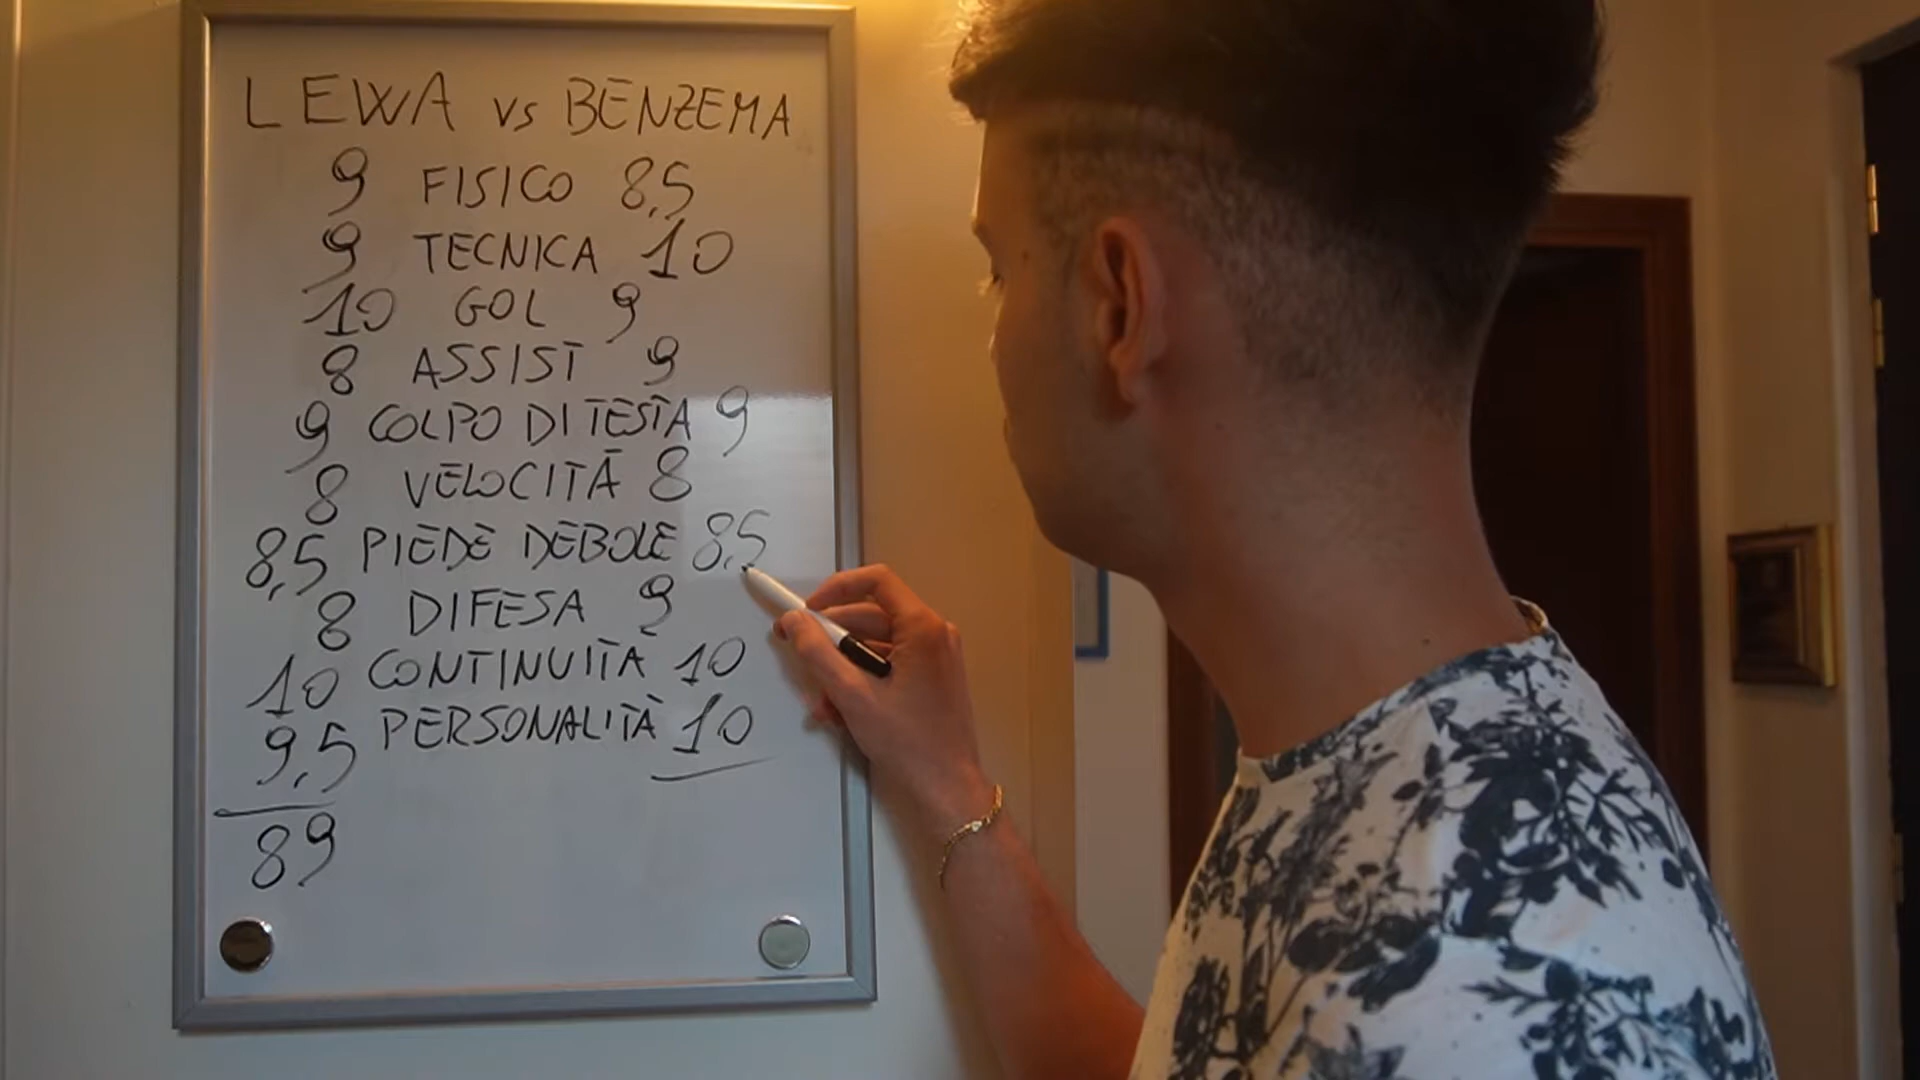 LEWA vs BENZEMA
9 FISICO 8,5
9 TECNICA 10
10 GOL 9
8 ASSIST 9
9 COLPO DI TESTA 9
8 VELOCITÀ 8
8,5 PIEDE DEBOLE 8,5
8 DIFESA 9
10 CONTINUITÀ 10
9,5 PERSONALITÀ 10
89